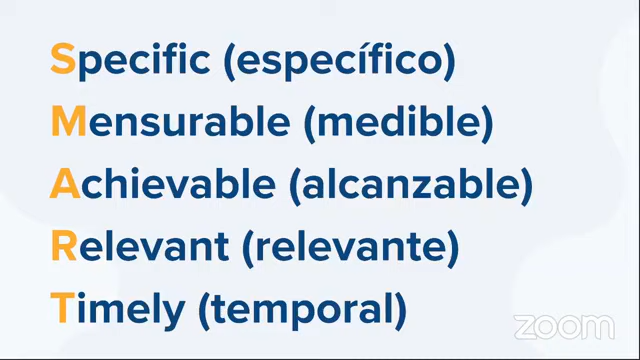 Specific (específico)
Mensurable (medible)
Achievable (alcanzable)
Relevant (relevante)
Timely (temporal)
zoom